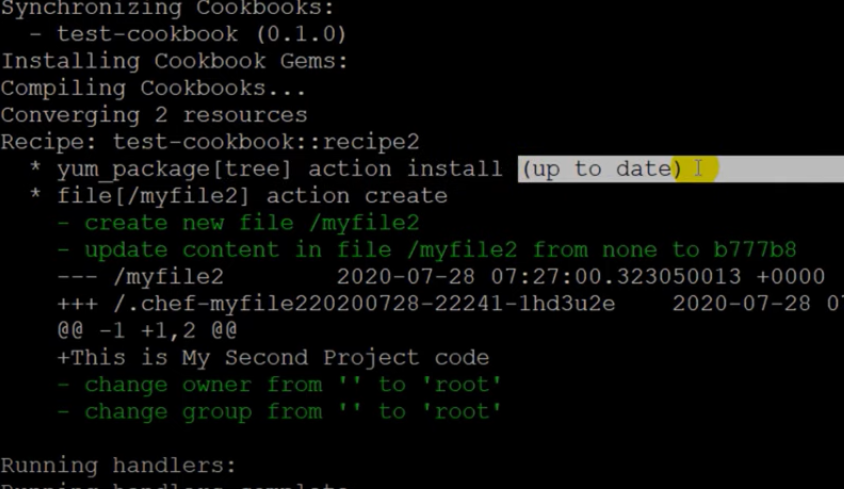 Synchronizing Cookbooks:
  - test-cookbook (0.1.0)
Installing Cookbook Gems:
Compiling Cookbooks...
Converging 2 resources
Recipe: test-cookbook::recipe2
  * yum_package[tree] action install (up to date)
  * file[/myfile2] action create
    - create new file /myfile2
    - update content in file /myfile2 from none to b777b8
    --- /myfile2        2020-07-28 07:27:00.323050013 +0000
    +++ /.chef-myfile220200728-22241-1hd3u2e    2020-07-28 07
    @@ -1 +1,2 @@
    +This is My Second Project code
    - change owner from '' to 'root'
    - change group from '' to 'root'
Running handlers:
Running handlers complete